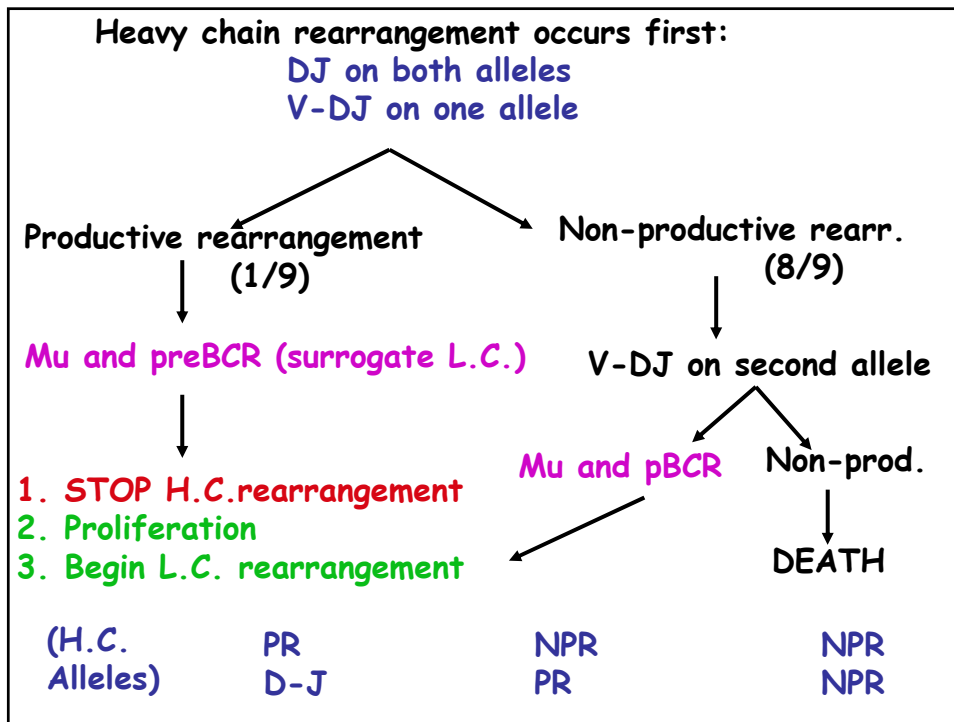 Heavy chain rearrangement occurs first:
DJ on both alleles
V-DJ on one allele
Productive rearrangement
(1/9)
Non-productive rearr.
(8/9)
Mu and preBCR (surrogate L.C.)
V-DJ on second allele
Mu and pBCR
Non-prod.
1. STOP H.C.rearrangement
2. Proliferation
3. Begin L.C. rearrangement
DEATH
(H.C. PR NPR NPR
Alleles) D-J PR NPR